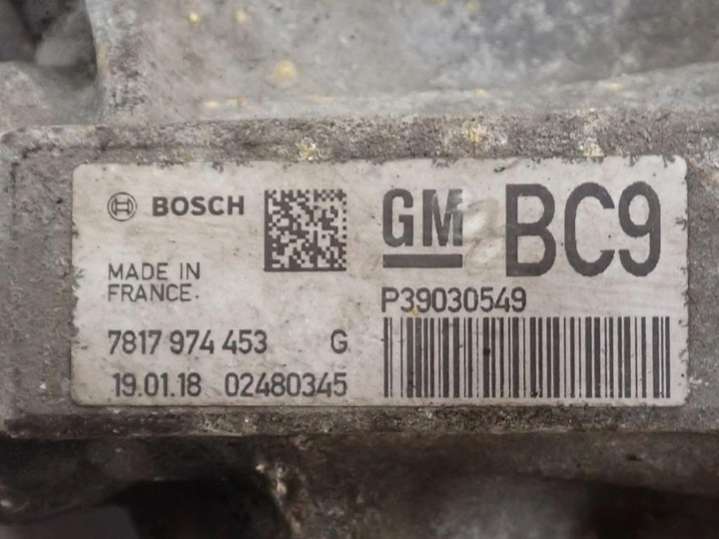 BOSCH
GM
BC9
MADE IN
FRANCE.
P39030549
7817 974 453 G
19.01.18 02480345